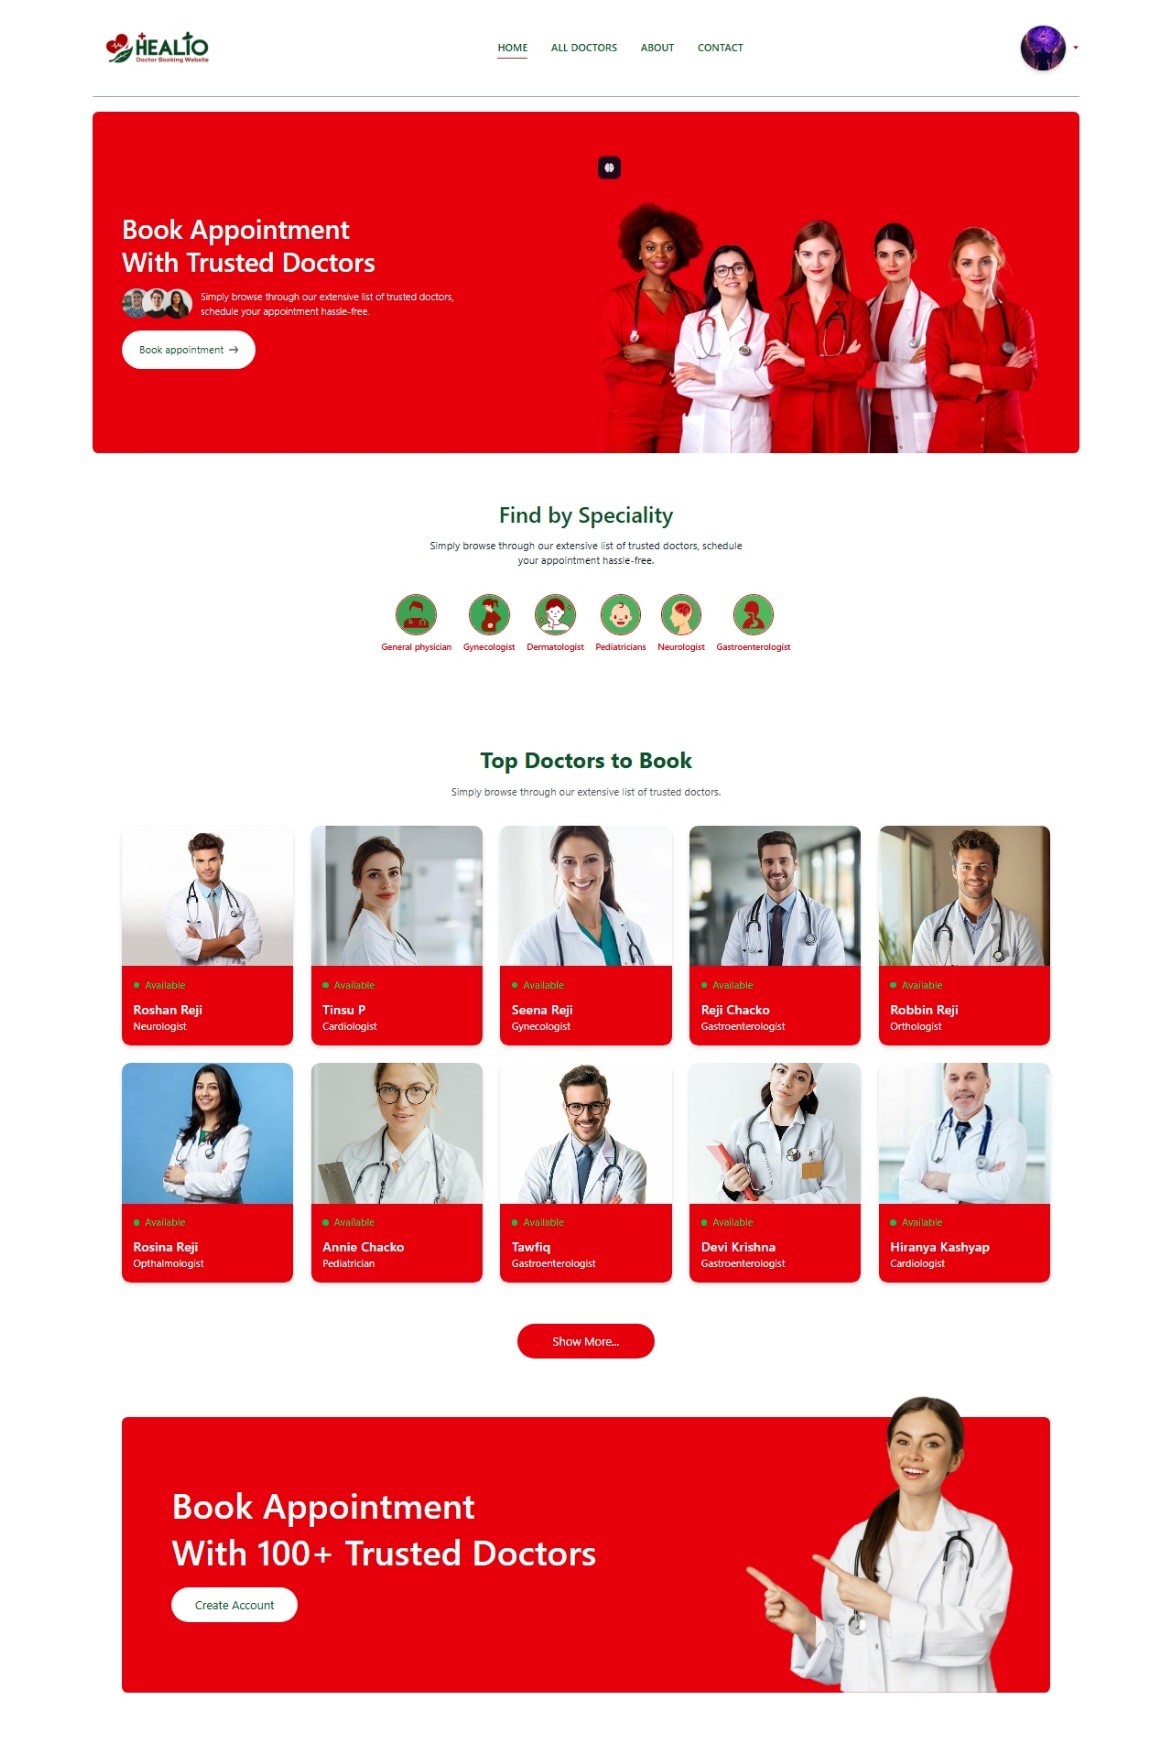 HEALTO
Doctor Booking Website
HOME ALL DOCTORS ABOUT CONTACT
Book Appointment
With Trusted Doctors
Simply browse through our extensive list of trusted doctors,
schedule your appointment hassle-free.
Book appointment →
Find by Speciality
Simply browse through our extensive list of trusted doctors, schedule
your appointment hassle-free.
General physician Gynecologist Dermatologist Pediatricians Neurologist Gastroenterologist
Top Doctors to Book
Simply browse through our extensive list of trusted doctors.
Available Available Available Available Available
Roshan Reji Tinsu P Seena Reji Reji Chacko Robbin Reji
Neurologist Cardiologist Gynecologist Gastroenterologist Orthologist
Available Available Available Available Available
Rosina Reji Annie Chacko Tawfiq Devi Krishna Hiranya Kashyap
Opthalmologist Pediatrician Gastroenterologist Gastroenterologist Cardiologist
Show More...
Book Appointment
With 100+ Trusted Doctors
Create Account